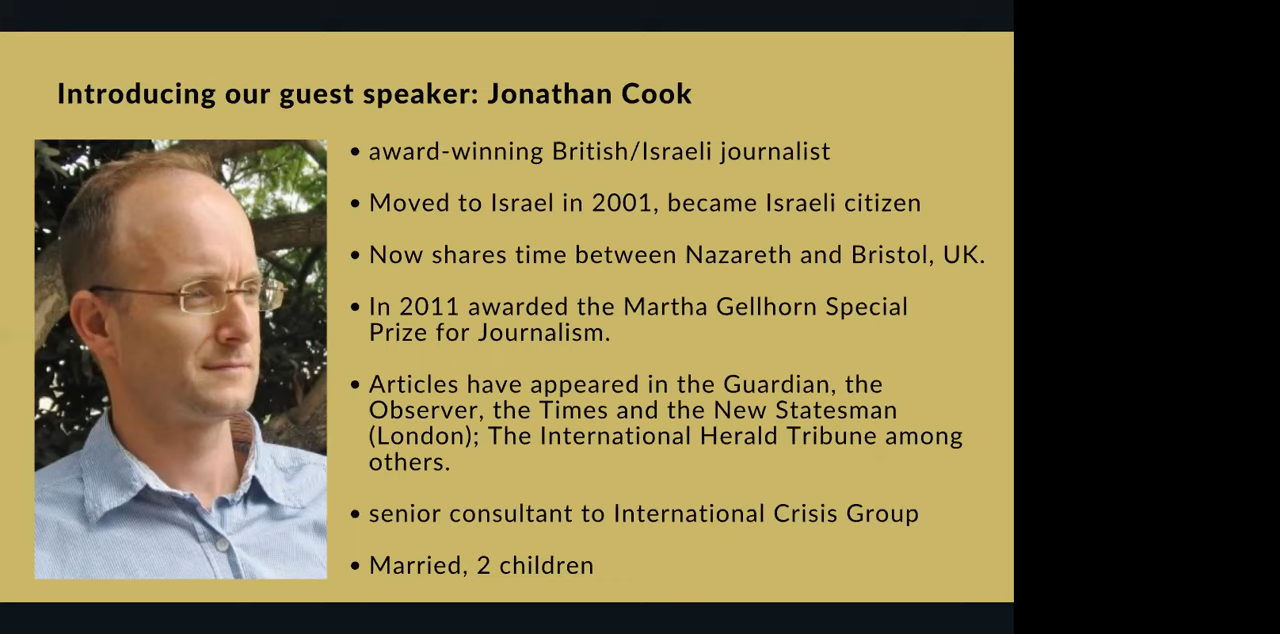 Introducing our guest speaker: Jonathan Cook
• award-winning British/Israeli journalist
• Moved to Israel in 2001, became Israeli citizen
• Now shares time between Nazareth and Bristol, UK.
• In 2011 awarded the Martha Gellhorn Special
Prize for Journalism.
• Articles have appeared in the Guardian, the
Observer, the Times and the New Statesman
(London); The International Herald Tribune among
others.
• senior consultant to International Crisis Group
• Married, 2 children